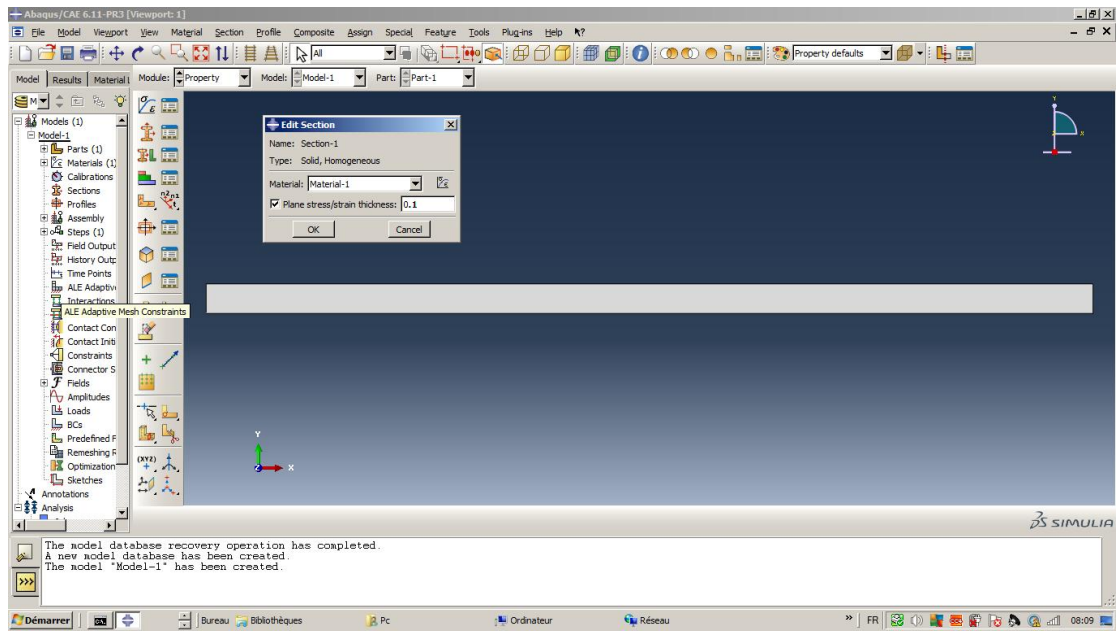 Abaqus/CAE 6.11-PR3 [Viewport: 1]
File Model Viewport View Material Section Profile Composite Assign Special Feature Tools Plug-ins Help
All
Property defaults
Model Results Material
Module: Property Model: Model-1 Part: Part-1
M
Models (1)
Model-1
Parts (1)
Materials (1)
Calibrations
Sections
Profiles
Assembly
Steps (1)
Field Output
History Outp
Time Points
ALE Adaptiv
Interactions
ALE Adaptive Mesh Constraints
Contact Con
Contact Initi
Constraints
Connector S
Fields
Amplitudes
Loads
BCs
Predefined F
Remeshing R
Optimization
Sketches
Annotations
Analysis
Edit Section
Name: Section-1
Type: Solid, Homogeneous
Material: Material-1
Plane stress/strain thickness: 0.1
OK Cancel
Y
X
Y
Z X
SIMULIA
The model database recovery operation has completed.
A new model database has been created.
The model "Model-1" has been created.
>>>
Démarrer Bureau Bibliothèques Pc Ordinateur Réseau » FR 08:09